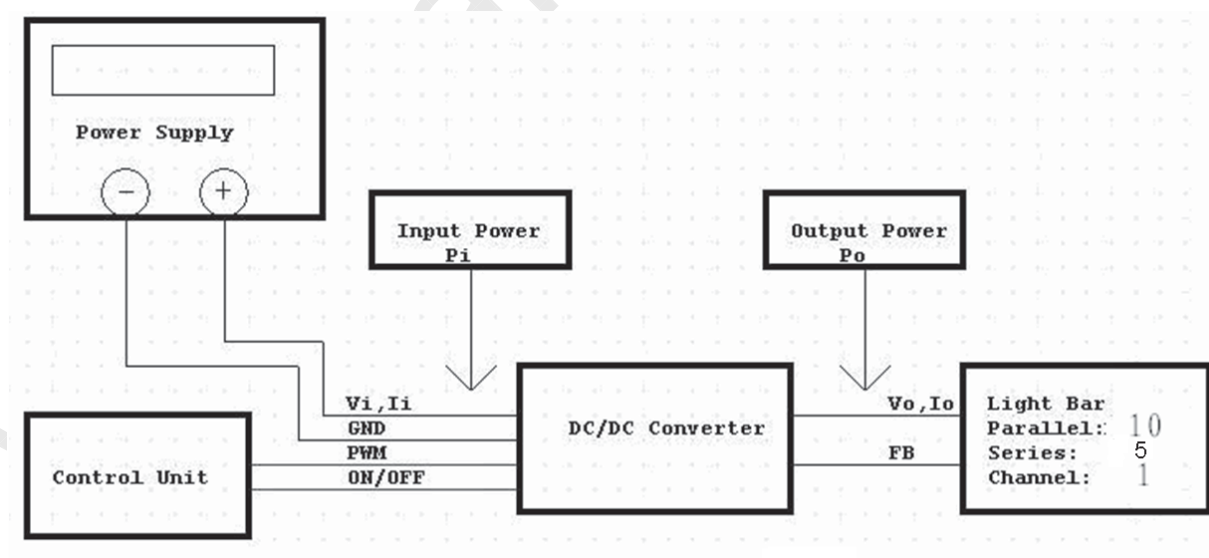 Power Supply
−
+
Input Power
Pi
Output Power
Po
Vi,Ii
GND
PWM
ON/OFF
Control Unit
DC/DC Converter
Vo,Io
FB
Light Bar
Parallel: 10
Series: 5
Channel: 1